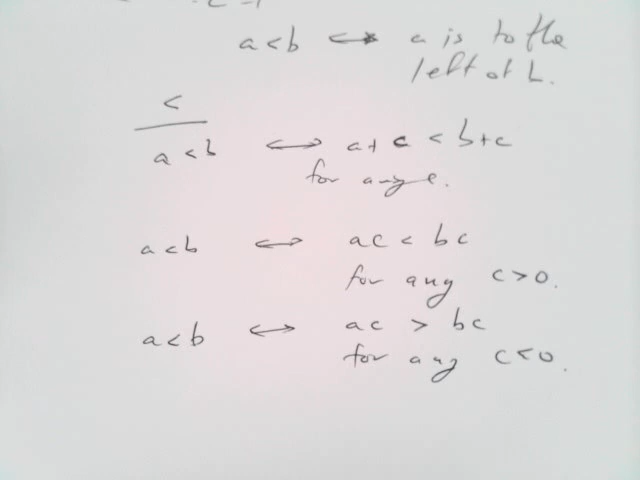 a < b ⟷ a is to the
left of b.
<
a < b ⟷ a + c < b + c
for any c.
a < b ⟷ ac < bc
for any c > 0.
a < b ⟷ ac > bc
for any c < 0.